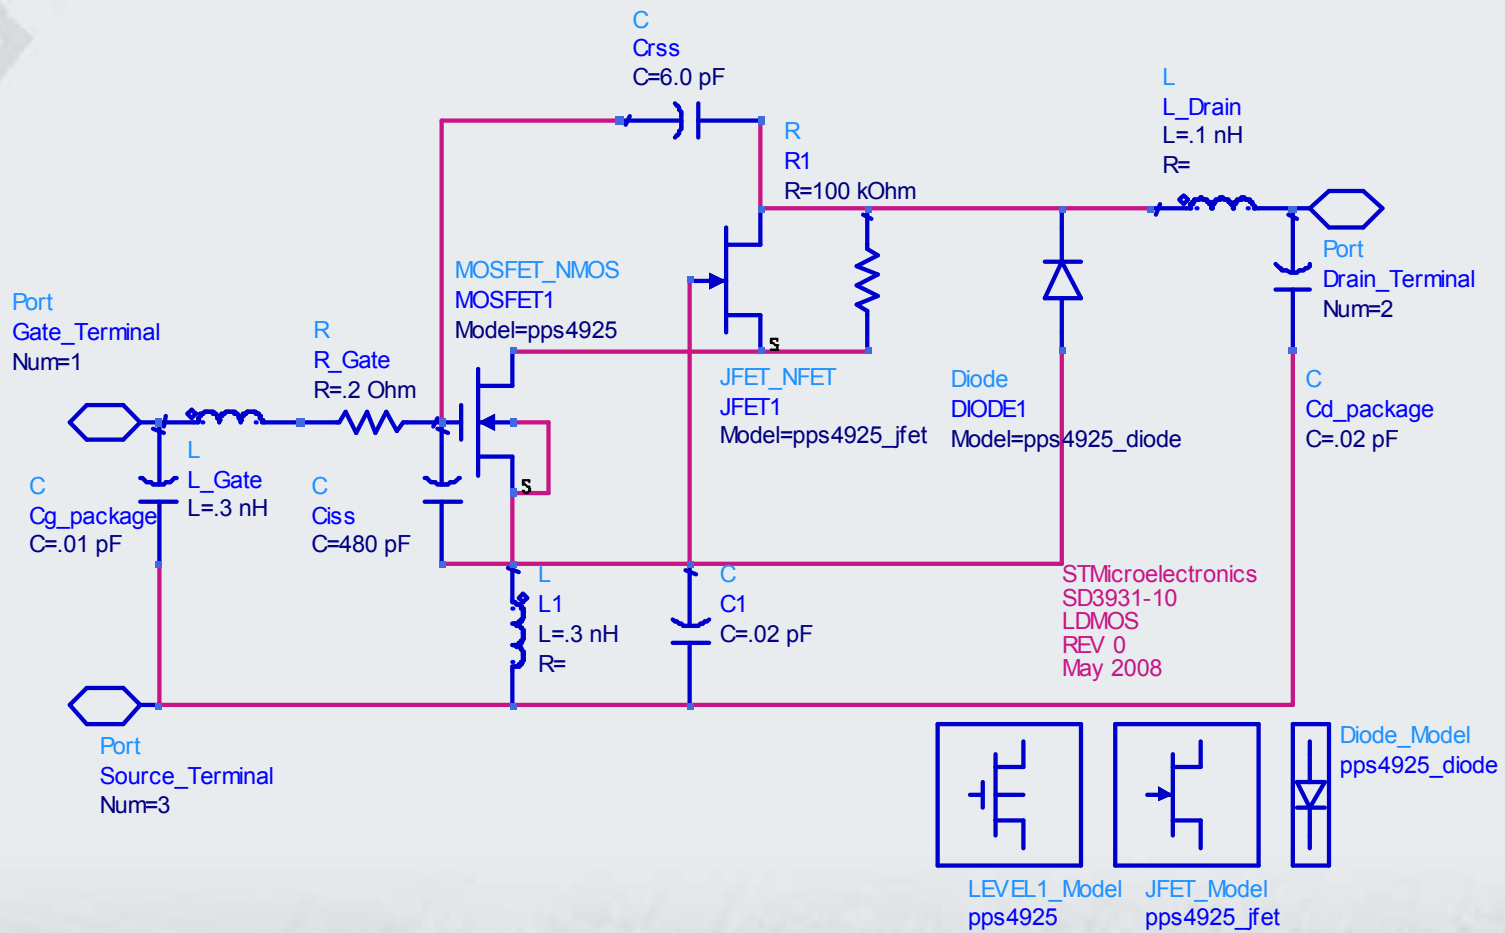 C
Crss
C=6.0 pF
R
R1
R=100 kOhm
L
L_Drain
L=.1 nH
R=
Port
Drain_Terminal
Num=2
MOSFET_NMOS
MOSFET1
Model=pps4925
Port
Gate_Terminal
Num=1
R
R_Gate
R=.2 Ohm
S
JFET_NFET
JFET1
Model=pps4925_jfet
Diode
DIODE1
Model=pps4925_diode
C
Cd_package
C=.02 pF
L
L_Gate
L=.3 nH
C
Cg_package
C=.01 pF
C
Ciss
C=480 pF
S
L
L1
L=.3 nH
R=
C
C1
C=.02 pF
STMicroelectronics
SD3931-10
LDMOS
REV 0
May 2008
Port
Source_Terminal
Num=3
LEVEL1_Model
pps4925
JFET_Model
pps4925_jfet
Diode_Model
pps4925_diode